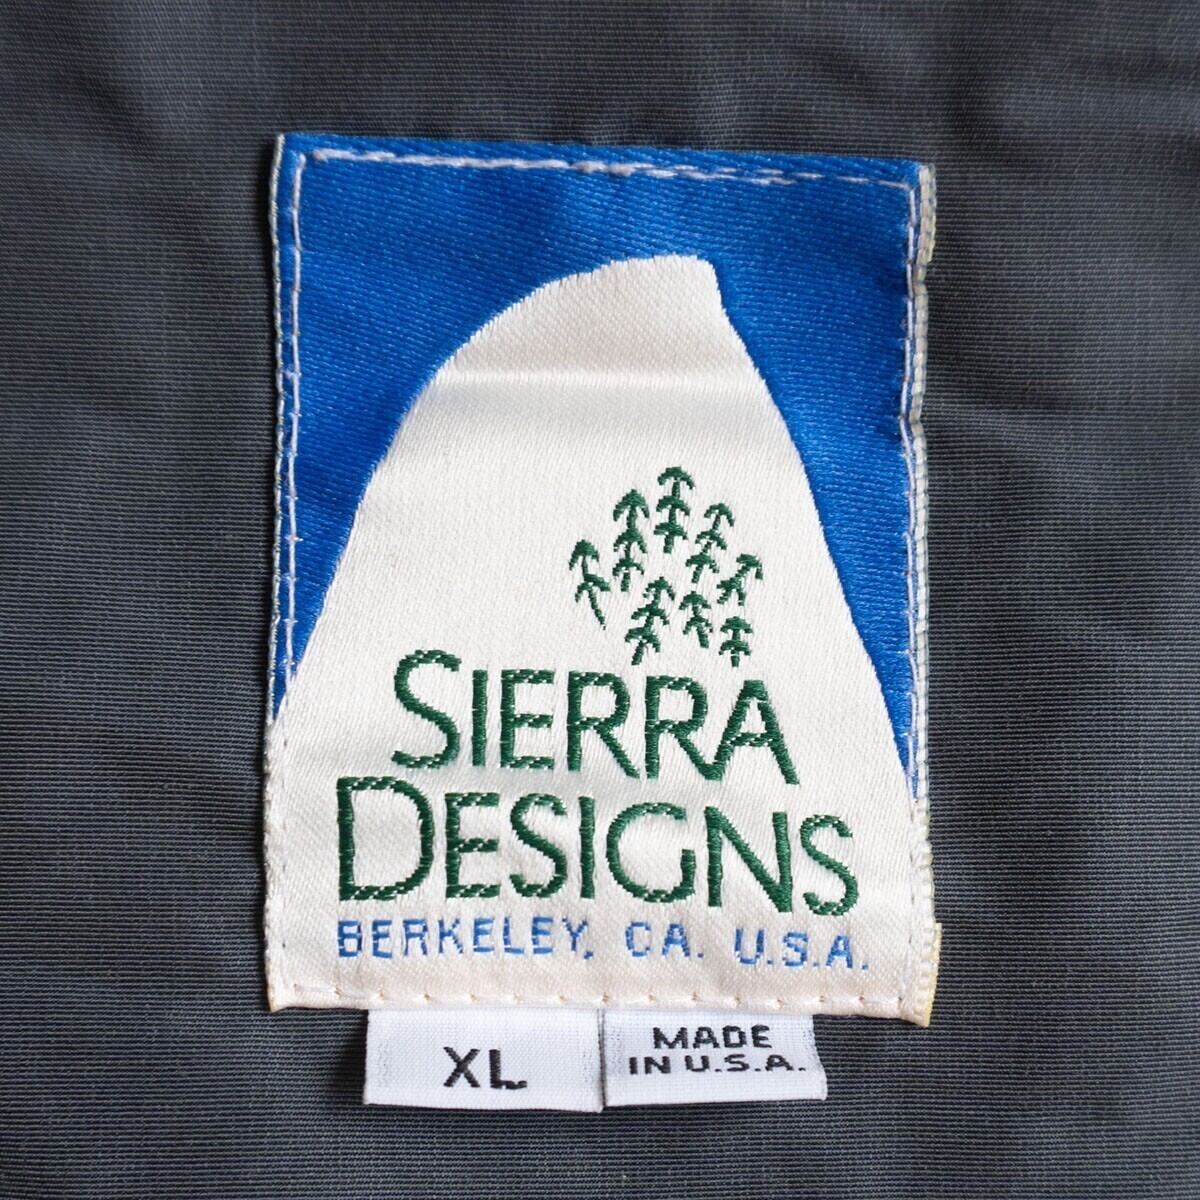 SIERRA
DESIGNS
BERKELEY, CA. U.S.A.
XL
MADE
IN U.S.A.